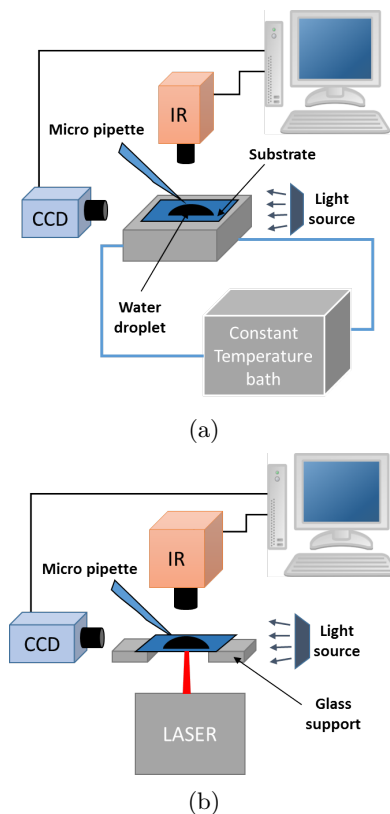 IR
Micro pipette
Substrate
CCD
Light
source
Water
droplet
Constant
Temperature
bath
(a)
IR
Micro pipette
CCD
Light
source
Glass
support
LASER
(b)